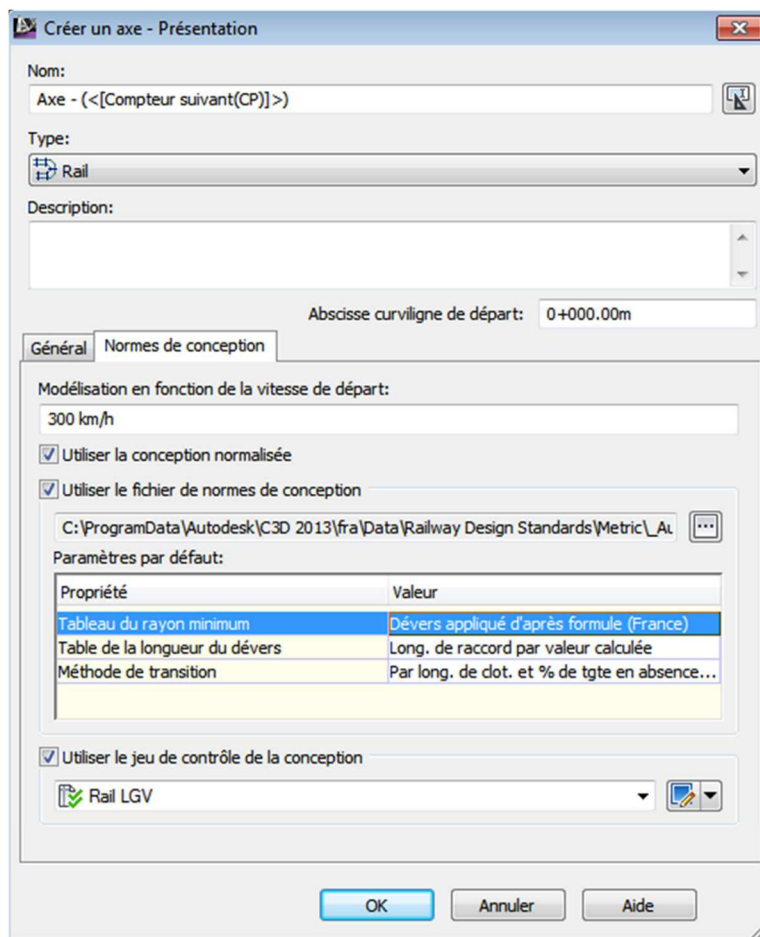 Créer un axe - Présentation
Nom:
Axe - (<[Compteur suivant(CP)]>)
Type:
Rail
Description:
Abscisse curviligne de départ: 0+000.00m
Général Normes de conception
Modélisation en fonction de la vitesse de départ:
300 km/h
Utiliser la conception normalisée
Utiliser le fichier de normes de conception
C:\ProgramData\Autodesk\C3D 2013\fra\Data\Railway Design Standards\Metric\_Au
Paramètres par défaut:
Propriété Valeur
Tableau du rayon minimum Dévers appliqué d'après formule (France)
Table de la longueur du dévers Long. de raccord par valeur calculée
Méthode de transition Par long. de clot. et % de tgte en absence...
Utiliser le jeu de contrôle de la conception
Rail LGV
OK Annuler Aide